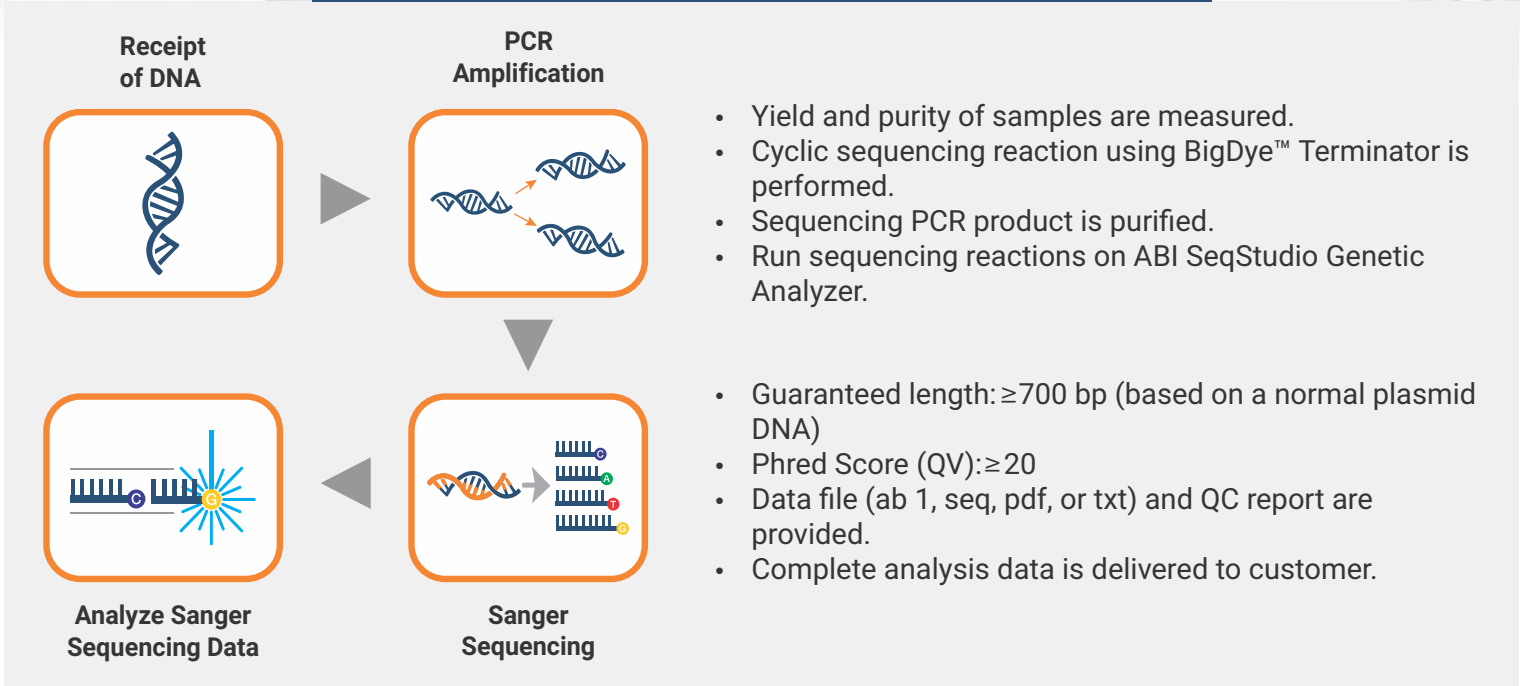 Receipt
of DNA
PCR
Amplification
• Yield and purity of samples are measured.
• Cyclic sequencing reaction using BigDye™ Terminator is
performed.
• Sequencing PCR product is purified.
• Run sequencing reactions on ABI SeqStudio Genetic
Analyzer.
C
G
C
A
T
G
• Guaranteed length: ≥700 bp (based on a normal plasmid
DNA)
• Phred Score (QV): ≥20
• Data file (ab 1, seq, pdf, or txt) and QC report are
provided.
• Complete analysis data is delivered to customer.
Analyze Sanger
Sequencing Data
Sanger
Sequencing